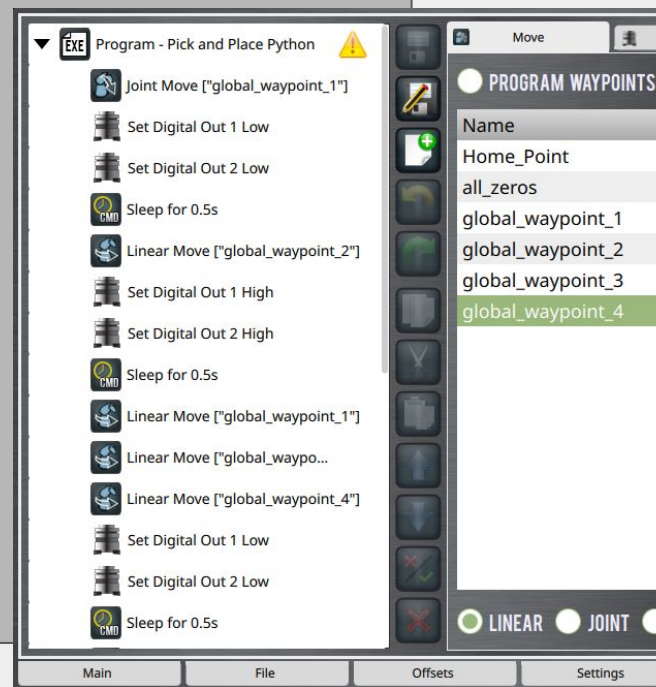 EXE Program - Pick and Place Python
Joint Move ["global_waypoint_1"]
Set Digital Out 1 Low
Set Digital Out 2 Low
CMD Sleep for 0.5s
Linear Move ["global_waypoint_2"]
Set Digital Out 1 High
Set Digital Out 2 High
CMD Sleep for 0.5s
Linear Move ["global_waypoint_1"]
Linear Move ["global_waypo...
Linear Move ["global_waypoint_4"]
Set Digital Out 1 Low
Set Digital Out 2 Low
CMD Sleep for 0.5s
Move
PROGRAM WAYPOINTS
Name
Home_Point
all_zeros
global_waypoint_1
global_waypoint_2
global_waypoint_3
global_waypoint_4
LINEAR JOINT
Main File Offsets Settings